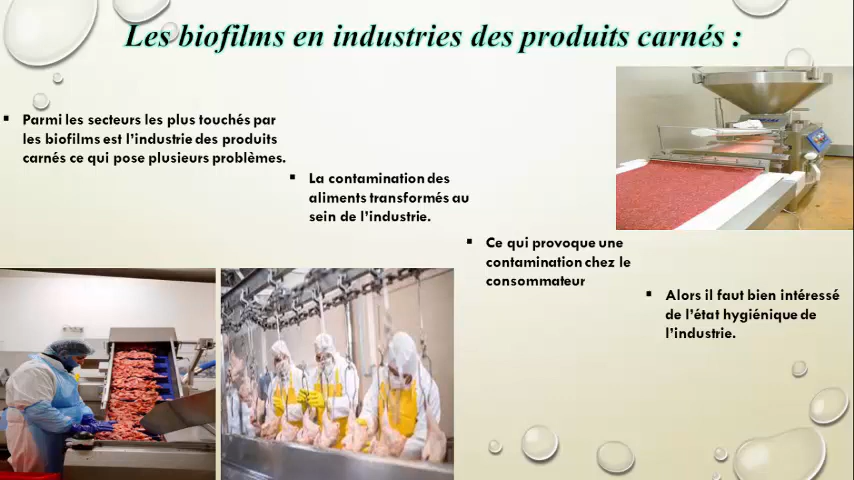 Les biofilms en industries des produits carnés :
Parmi les secteurs les plus touchés par
les biofilms est l'industrie des produits
carnés ce qui pose plusieurs problèmes.
La contamination des
aliments transformés au
sein de l'industrie.
Ce qui provoque une
contamination chez le
consommateur
Alors il faut bien intéressé
de l'état hygiénique de
l'industrie.